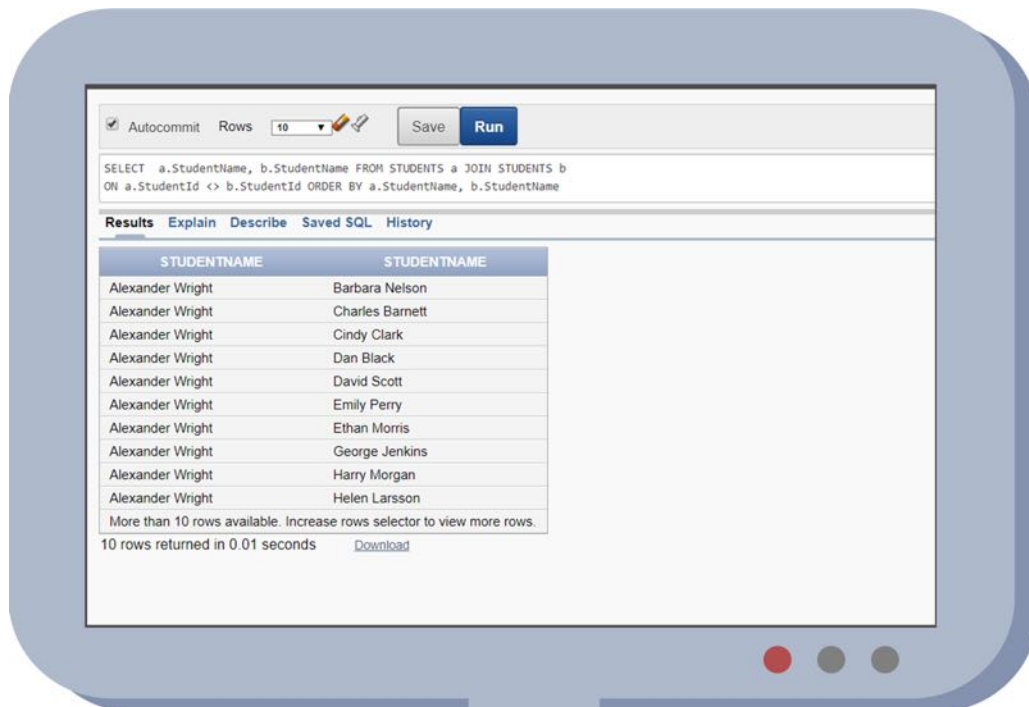 Autocommit Rows 10 Save Run
SELECT a.StudentName, b.StudentName FROM STUDENTS a JOIN STUDENTS b
ON a.StudentId <> b.StudentId ORDER BY a.StudentName, b.StudentName
Results Explain Describe Saved SQL History
STUDENTNAME STUDENTNAME
Alexander Wright Barbara Nelson
Alexander Wright Charles Barnett
Alexander Wright Cindy Clark
Alexander Wright Dan Black
Alexander Wright David Scott
Alexander Wright Emily Perry
Alexander Wright Ethan Morris
Alexander Wright George Jenkins
Alexander Wright Harry Morgan
Alexander Wright Helen Larsson
More than 10 rows available. Increase rows selector to view more rows.
10 rows returned in 0.01 seconds Download